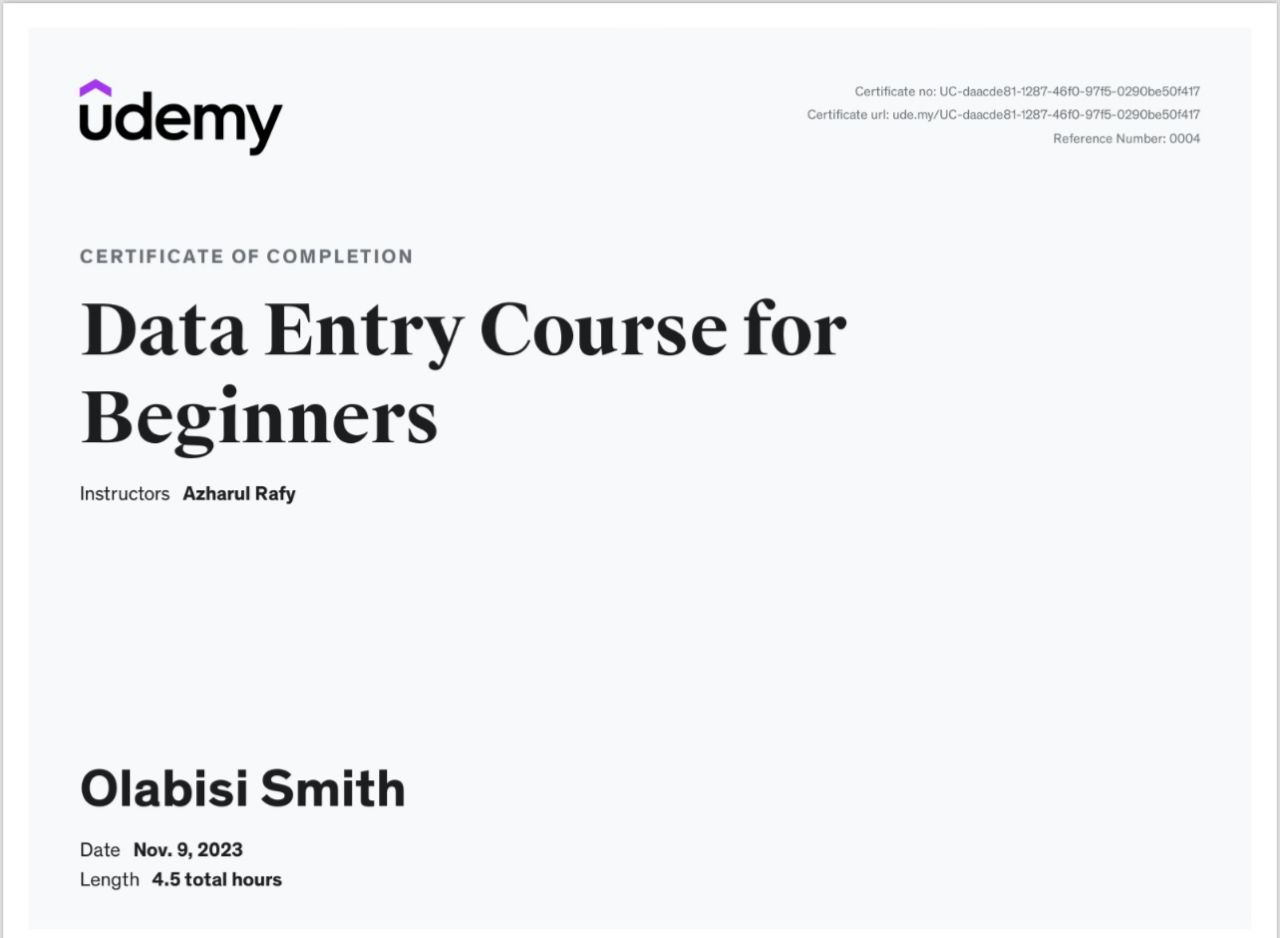 udemy
Certificate no: UC-daacde81-1287-46f0-97f5-0290be50f417
Certificate url: ude.my/UC-daacde81-1287-46f0-97f5-0290be50f417
Reference Number: 0004
CERTIFICATE OF COMPLETION
Data Entry Course for
Beginners
Instructors Azharul Rafy
Olabisi Smith
Date Nov. 9, 2023
Length 4.5 total hours